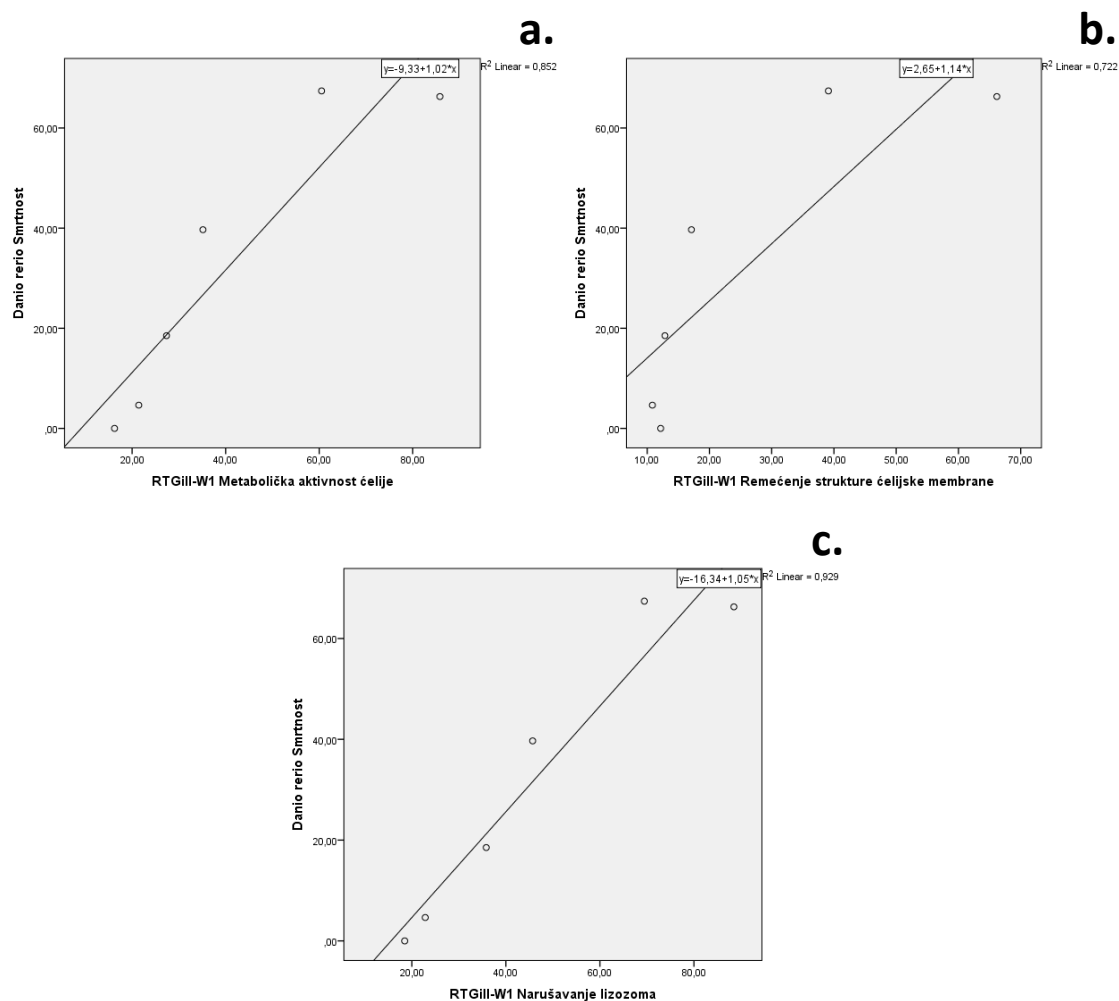 a.
y=-9,33+1,02*x
R² Linear = 0,852
60,00
40,00
20,00
,00
Danio rerio Smrtnost
20,00 40,00 60,00 80,00
RTGill-W1 Metabolička aktivnost ćelije
b.
y=2,65+1,14*x
R² Linear = 0,722
60,00
40,00
20,00
,00
Danio rerio Smrtnost
10,00 20,00 30,00 40,00 50,00 60,00 70,00
RTGill-W1 Remećenje strukture ćelijske membrane
c.
y=-16,34+1,05*x
R² Linear = 0,929
60,00
40,00
20,00
,00
Danio rerio Smrtnost
20,00 40,00 60,00 80,00
RTGill-W1 Narušavanje lizozoma